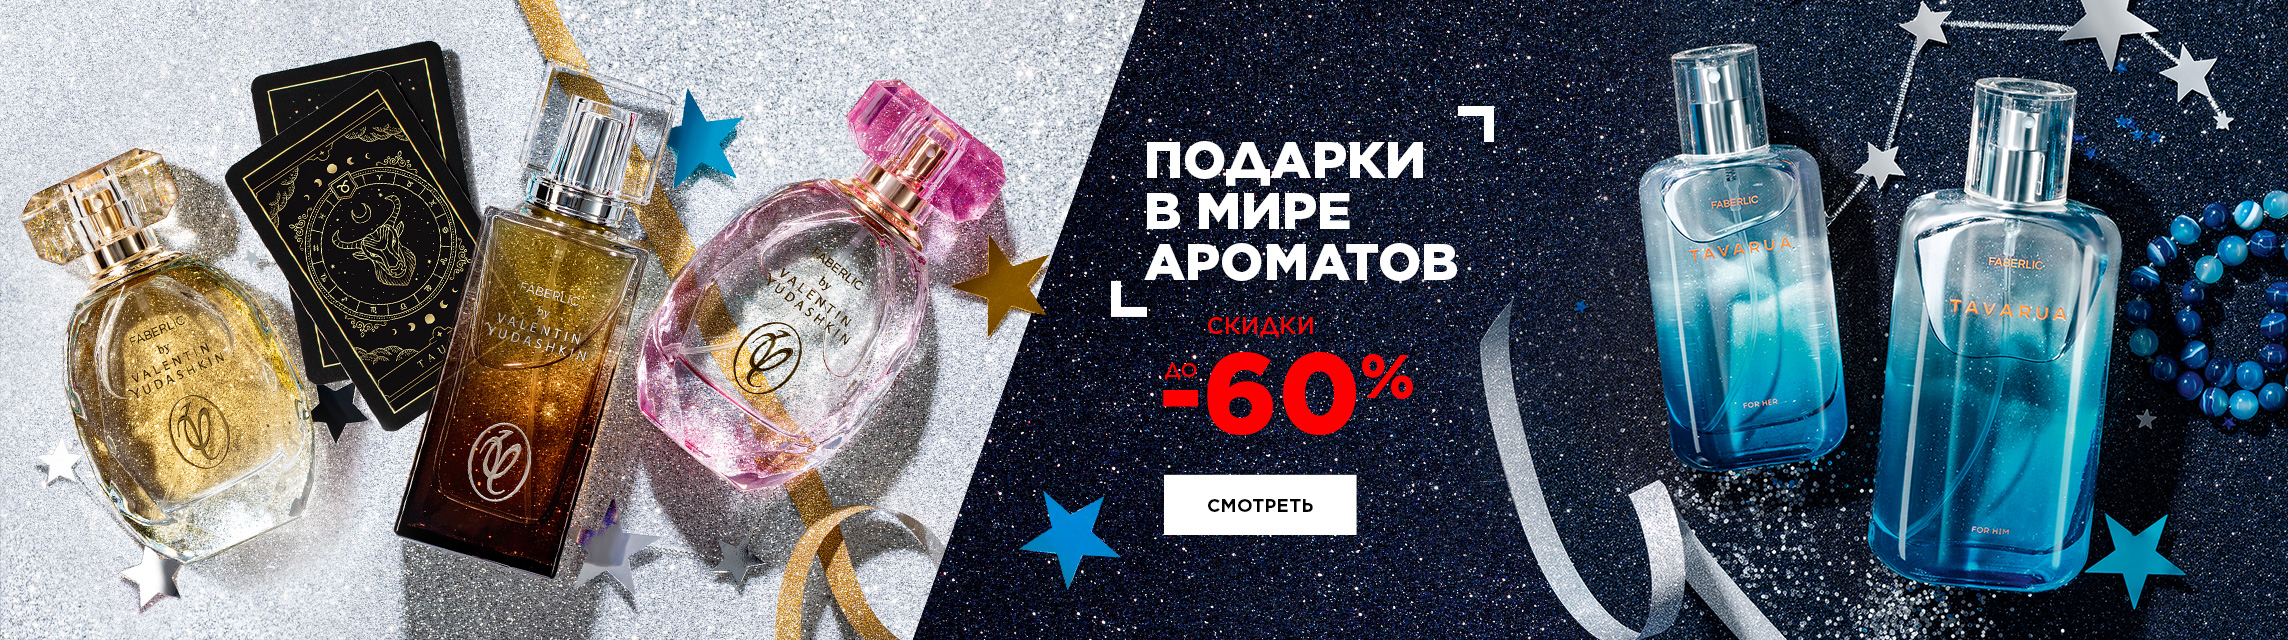 FABERLIC
by
VALENTIN
YUDASHKIN
TAU
FABERLIC
by
VALENTIN
YUDASHKIN
FABERLIC
by
VALENTIN
YUDASHKIN
ПОДАРКИ
В МИРЕ
АРОМАТОВ
СКИДКИ
ДО
-60%
СМОТРЕТЬ
FABERLIC
TAVARUA
FOR HER
FABERLIC
TAVARUA
FOR HIM